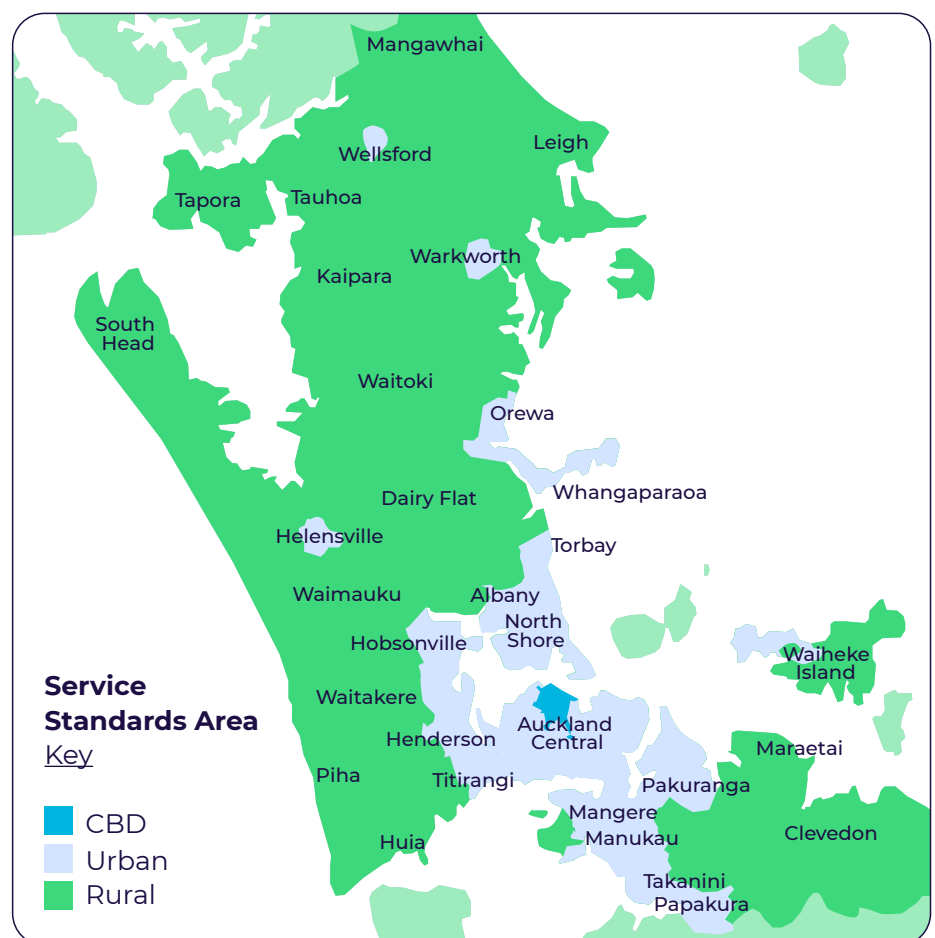 Mangawhai
Leigh
Wellsford
Tapora
Tauhoa
Warkworth
Kaipara
South
Head
Waitoki
Orewa
Whangaparaoa
Dairy Flat
Helensville
Torbay
Waimauku
Albany
North
Shore
Hobsonville
Waiheke
Island
Waitakere
Auckland
Central
Henderson
Maraetai
Piha
Titirangi
Pakuranga
Mangere
Manukau
Clevedon
Huia
Takanini
Papakura
Service
Standards Area
Key
CBD
Urban
Rural